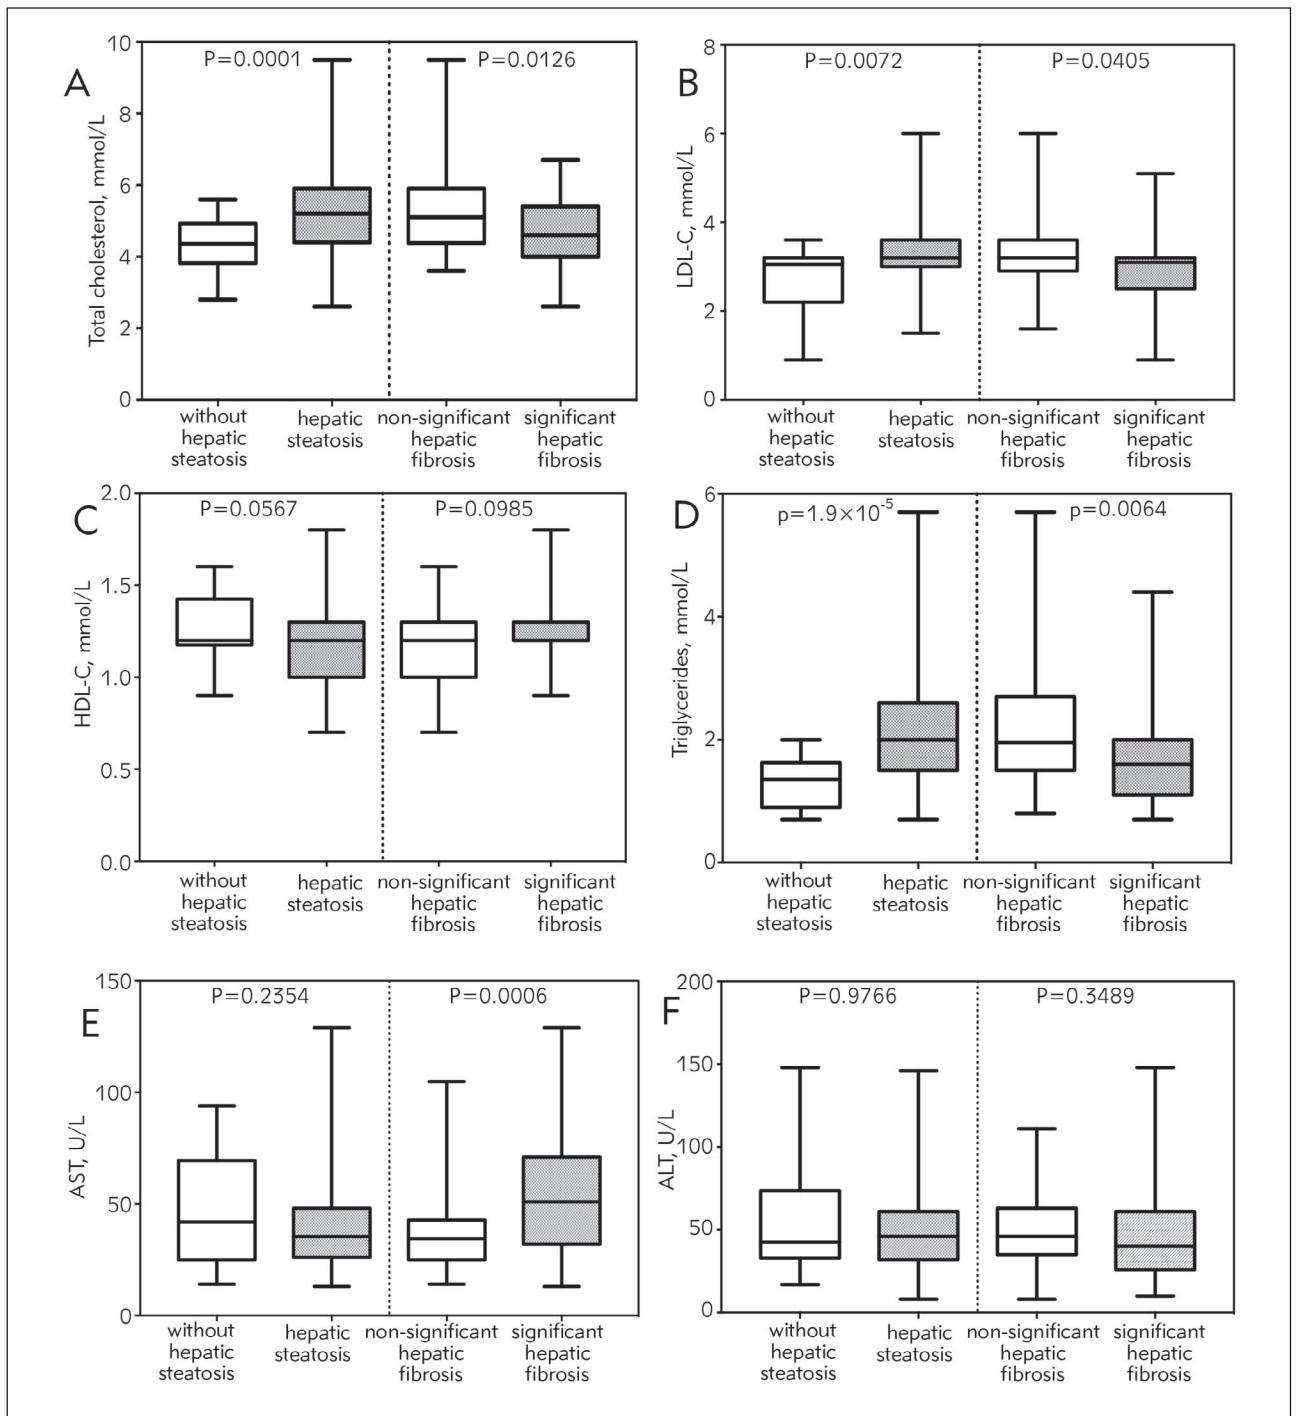 A
Total cholesterol, mmol/L
10
8
6
4
2
0
P=0.0001
P=0.0126
without
hepatic
steatosis
hepatic
steatosis
non-significant
hepatic
fibrosis
significant
hepatic
fibrosis
B
LDL-C, mmol/L
8
6
4
2
0
P=0.0072
P=0.0405
without
hepatic
steatosis
hepatic
steatosis
non-significant
hepatic
fibrosis
significant
hepatic
fibrosis
C
HDL-C, mmol/L
2.0
1.5
1.0
0.5
0.0
P=0.0567
P=0.0985
without
hepatic
steatosis
hepatic
steatosis
non-significant
hepatic
fibrosis
significant
hepatic
fibrosis
D
Triglycerides, mmol/L
6
4
2
0
p=1.9×10⁻⁵
p=0.0064
without
hepatic
steatosis
hepatic
steatosis
non-significant
hepatic
fibrosis
significant
hepatic
fibrosis
E
AST, U/L
150
100
50
0
P=0.2354
P=0.0006
without
hepatic
steatosis
hepatic
steatosis
non-significant
hepatic
fibrosis
significant
hepatic
fibrosis
F
ALT, U/L
200
150
100
50
0
P=0.9766
P=0.3489
without
hepatic
steatosis
hepatic
steatosis
non-significant
hepatic
fibrosis
significant
hepatic
fibrosis